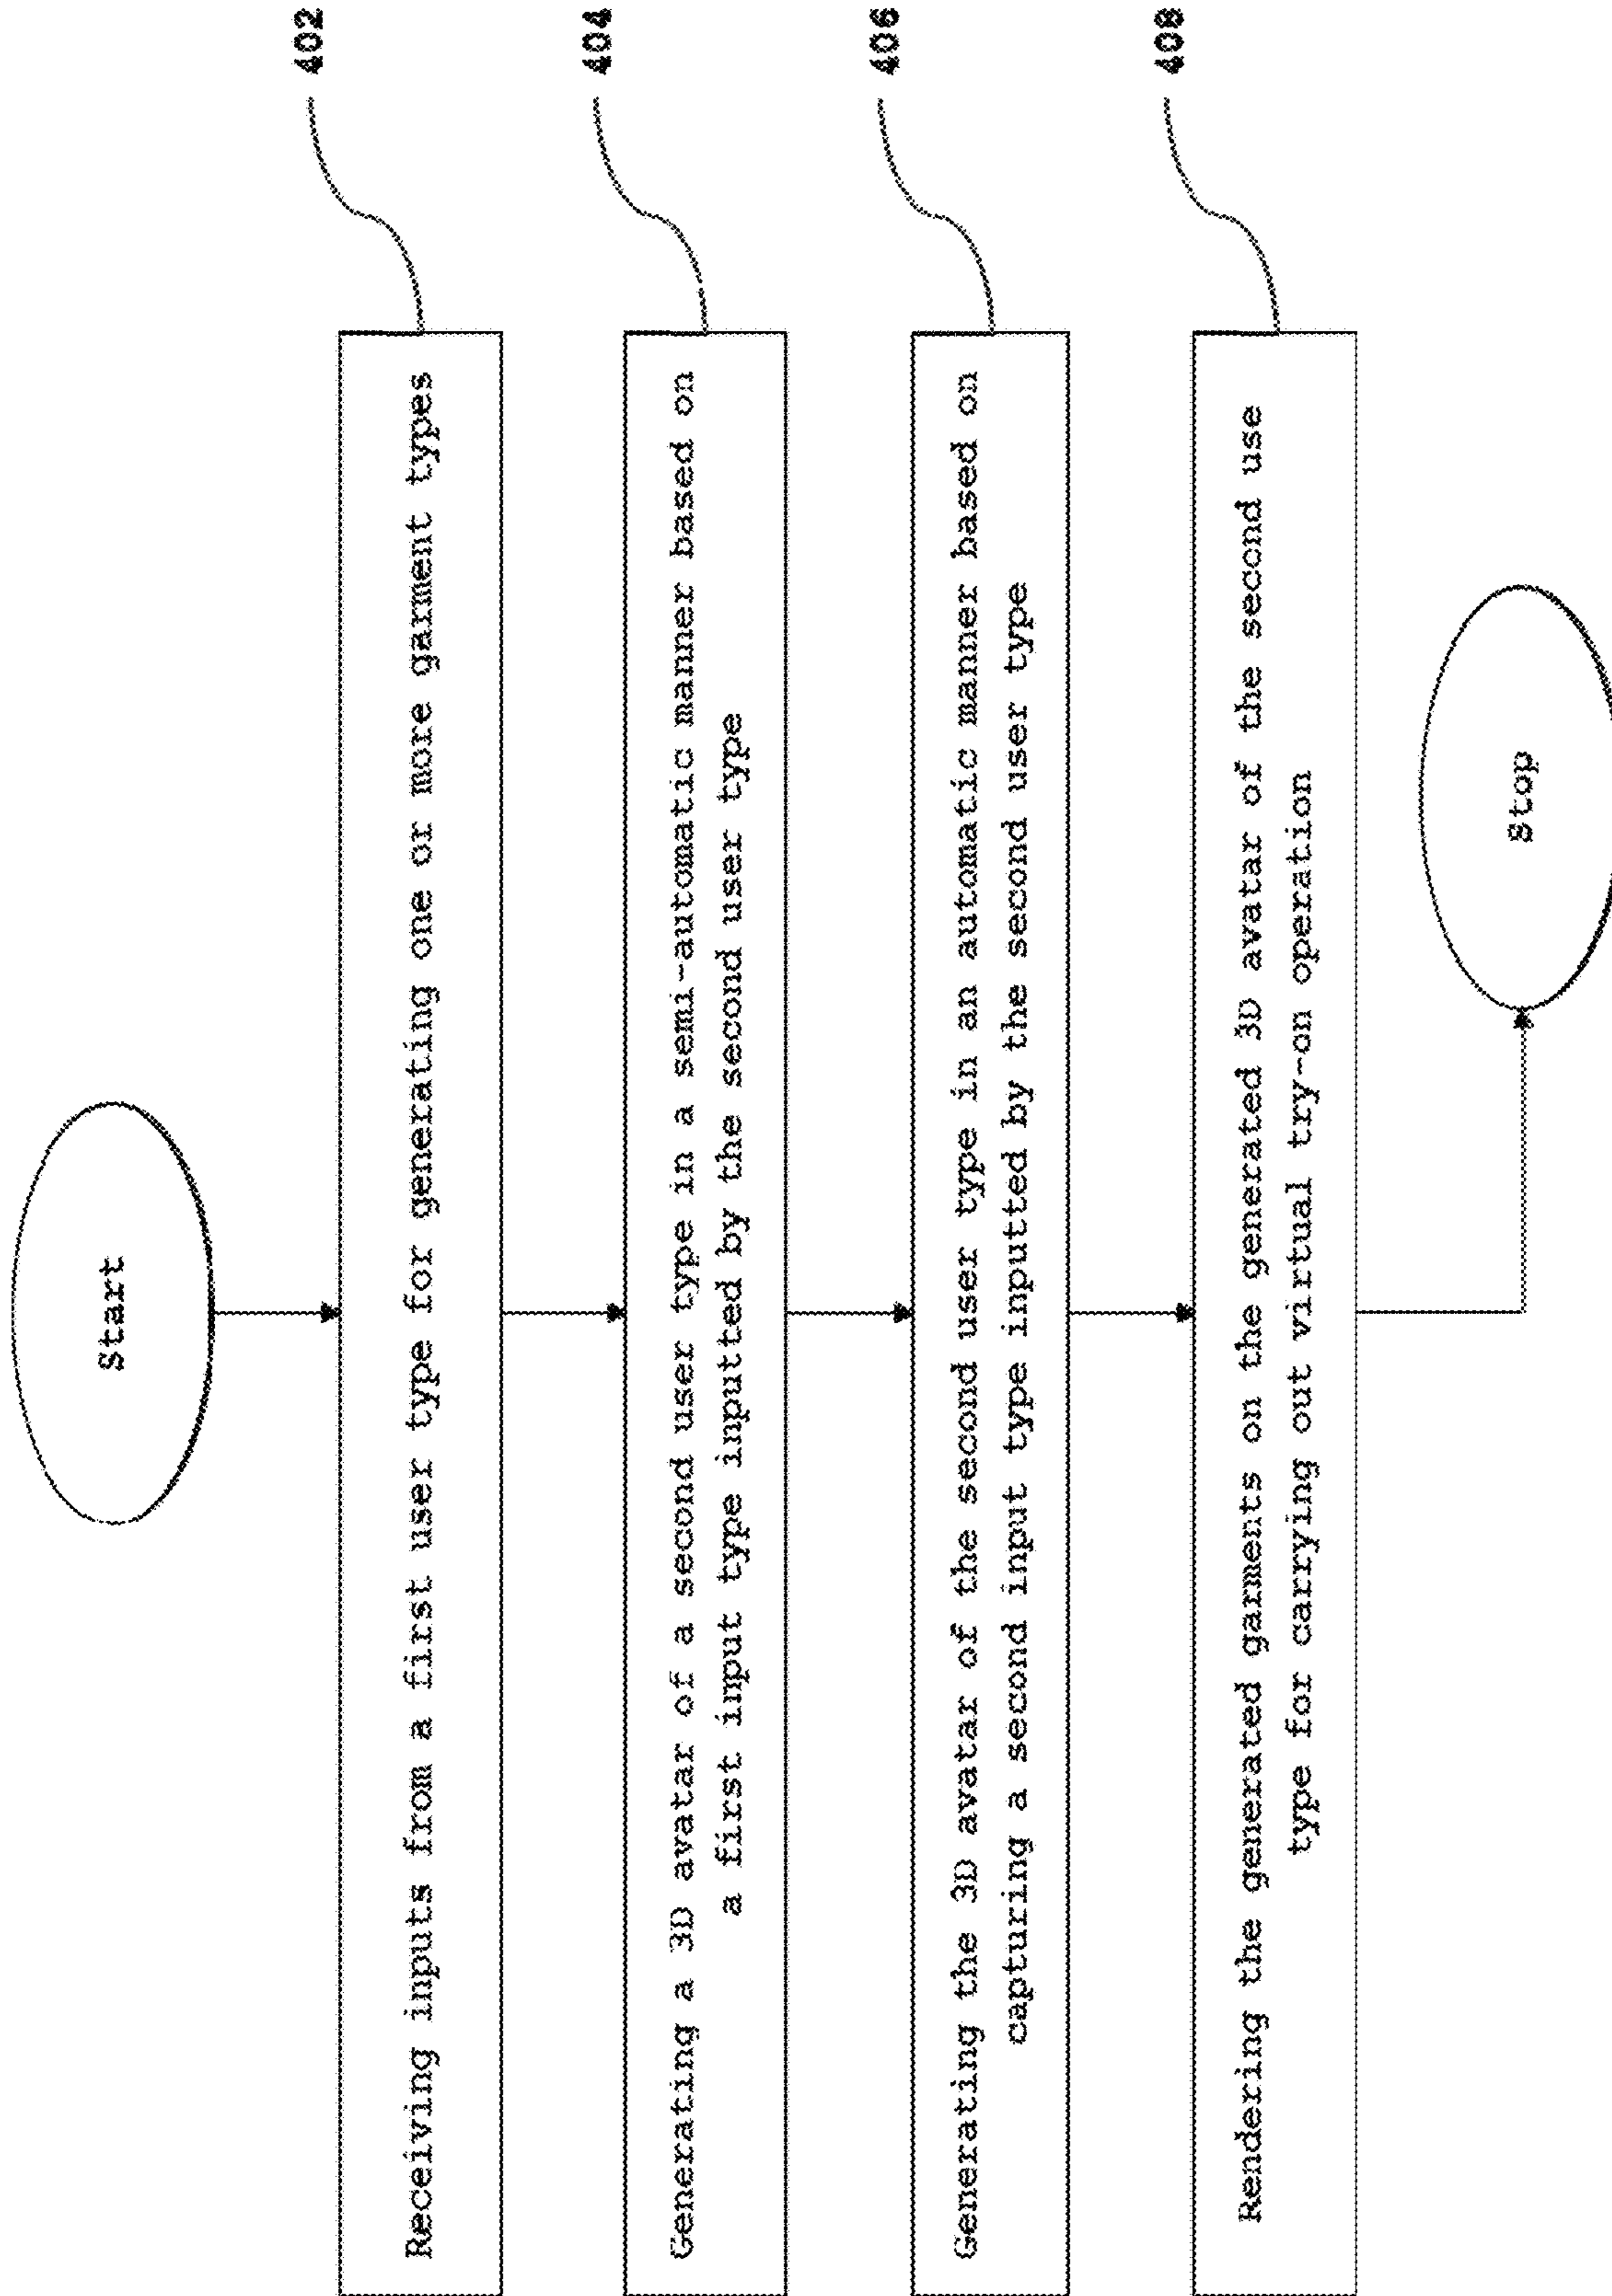 Start
402
Receiving inputs from a first user type for generating one or more garment types
404
Generating a 3D avatar of a second user type in a semi-automatic manner based on
a first input type inputted by the second user type
406
Generating the 3D avatar of the second user type in an automatic manner based on
capturing a second input type inputted by the second user type
408
Rendering the generated garments on the generated 3D avatar of the second use
type for carrying out virtual try-on operation
Stop